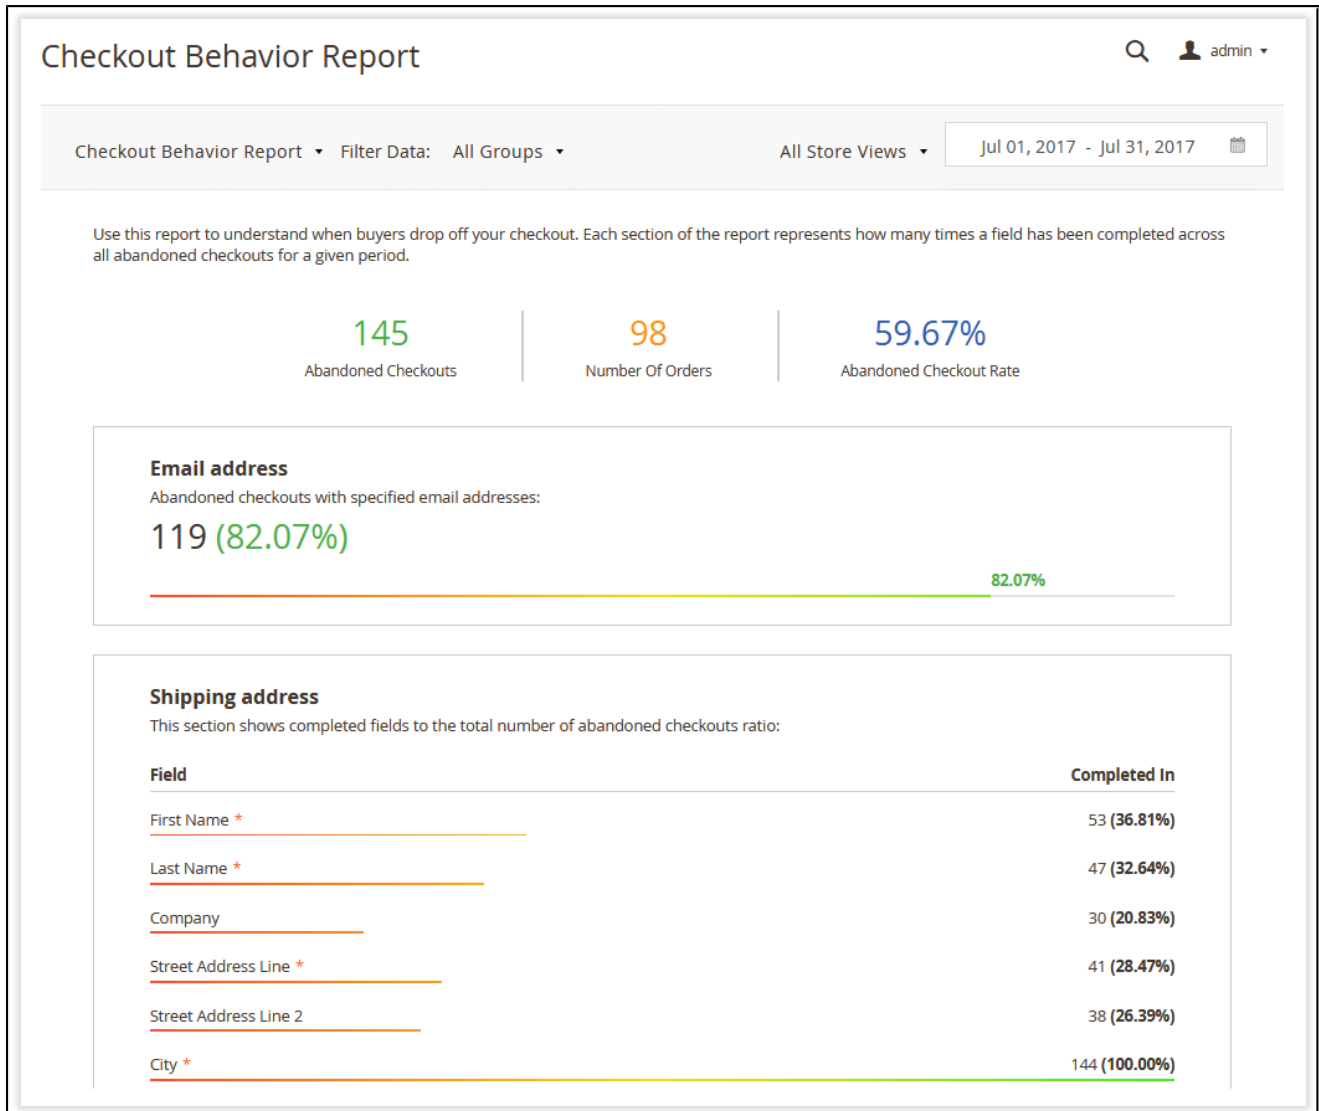 Checkout Behavior Report
admin
Checkout Behavior Report Filter Data: All Groups All Store Views Jul 01, 2017 - Jul 31, 2017
Use this report to understand when buyers drop off your checkout. Each section of the report represents how many times a field has been completed across
all abandoned checkouts for a given period.
145 98 59.67%
Abandoned Checkouts Number Of Orders Abandoned Checkout Rate
Email address
Abandoned checkouts with specified email addresses:
119 (82.07%)
82.07%
Shipping address
This section shows completed fields to the total number of abandoned checkouts ratio:
Field Completed In
First Name * 53 (36.81%)
Last Name * 47 (32.64%)
Company 30 (20.83%)
Street Address Line * 41 (28.47%)
Street Address Line 2 38 (26.39%)
City * 144 (100.00%)